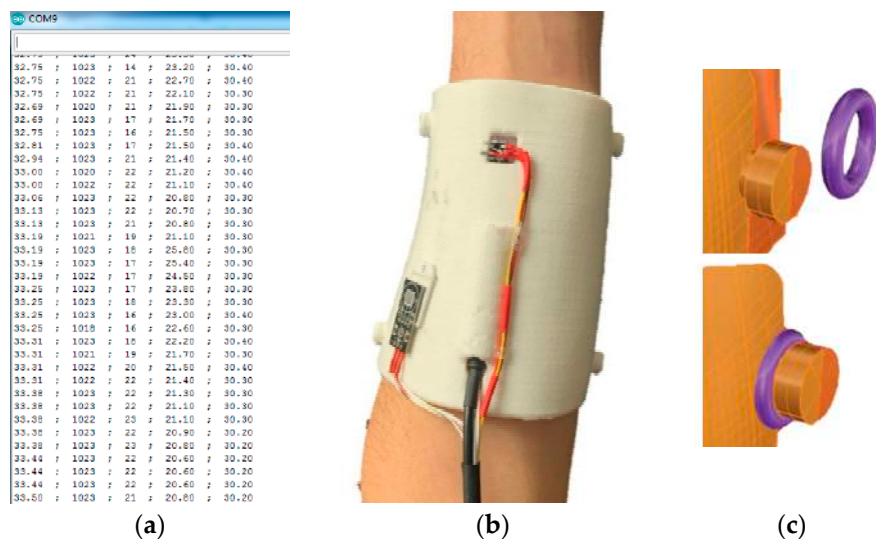 COM9
32.75 ; 1023 ; 14 ; 23.20 ; 30.40
32.75 ; 1022 ; 21 ; 22.70 ; 30.40
32.75 ; 1022 ; 21 ; 22.10 ; 30.30
32.69 ; 1020 ; 21 ; 21.90 ; 30.30
32.69 ; 1023 ; 17 ; 21.70 ; 30.30
32.75 ; 1023 ; 16 ; 21.50 ; 30.30
32.81 ; 1023 ; 17 ; 21.50 ; 30.40
32.94 ; 1023 ; 21 ; 21.40 ; 30.40
33.00 ; 1020 ; 22 ; 21.20 ; 30.40
33.00 ; 1022 ; 22 ; 21.10 ; 30.40
33.06 ; 1023 ; 22 ; 20.80 ; 30.30
33.13 ; 1023 ; 22 ; 20.70 ; 30.30
33.13 ; 1023 ; 21 ; 20.80 ; 30.30
33.19 ; 1021 ; 19 ; 21.10 ; 30.30
33.19 ; 1023 ; 18 ; 25.80 ; 30.30
33.19 ; 1023 ; 17 ; 25.40 ; 30.30
33.19 ; 1022 ; 17 ; 24.50 ; 30.30
33.25 ; 1023 ; 17 ; 23.80 ; 30.30
33.25 ; 1023 ; 18 ; 23.30 ; 30.30
33.25 ; 1023 ; 16 ; 23.00 ; 30.40
33.25 ; 1018 ; 16 ; 22.60 ; 30.30
33.31 ; 1023 ; 18 ; 22.20 ; 30.40
33.31 ; 1021 ; 19 ; 21.70 ; 30.30
33.31 ; 1022 ; 20 ; 21.50 ; 30.40
33.31 ; 1022 ; 22 ; 21.40 ; 30.30
33.38 ; 1023 ; 22 ; 21.30 ; 30.30
33.38 ; 1023 ; 22 ; 21.10 ; 30.30
33.38 ; 1022 ; 23 ; 21.10 ; 30.30
33.38 ; 1023 ; 22 ; 20.90 ; 30.20
33.38 ; 1023 ; 23 ; 20.80 ; 30.20
33.44 ; 1023 ; 22 ; 20.60 ; 30.20
33.44 ; 1023 ; 22 ; 20.60 ; 30.20
33.44 ; 1023 ; 22 ; 20.60 ; 30.20
33.50 ; 1023 ; 21 ; 20.80 ; 30.20
(a)
(b)
(c)